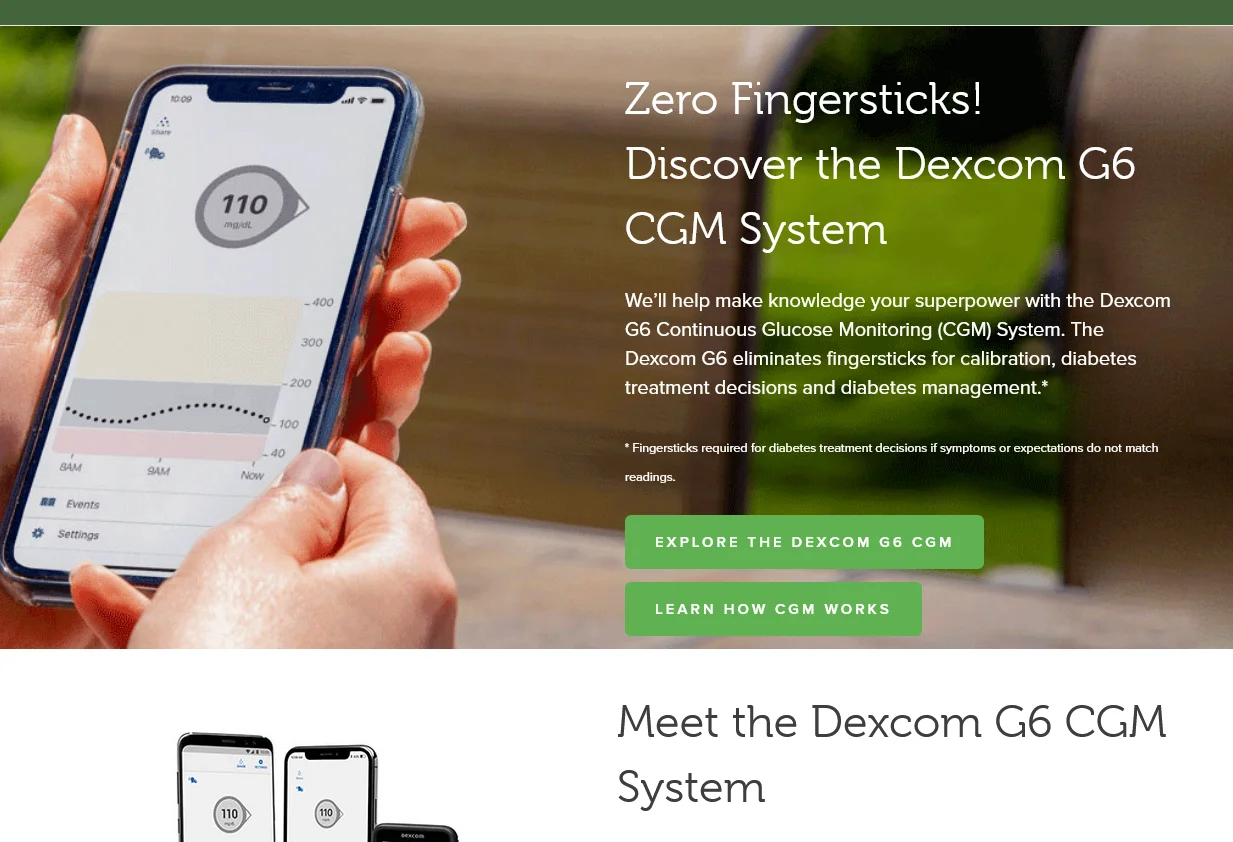 10:09
Share
110
mg/dL
400
300
200
100
40
8AM
9AM
Now
Events
Settings
Zero Fingersticks!
Discover the Dexcom G6
CGM System
We’ll help make knowledge your superpower with the Dexcom
G6 Continuous Glucose Monitoring (CGM) System. The
Dexcom G6 eliminates fingersticks for calibration, diabetes
treatment decisions and diabetes management.*
* Fingersticks required for diabetes treatment decisions if symptoms or expectations do not match
readings.
EXPLORE THE DEXCOM G6 CGM
LEARN HOW CGM WORKS
Meet the Dexcom G6 CGM
System
SHARE
SETTINGS
110
110
dexcom